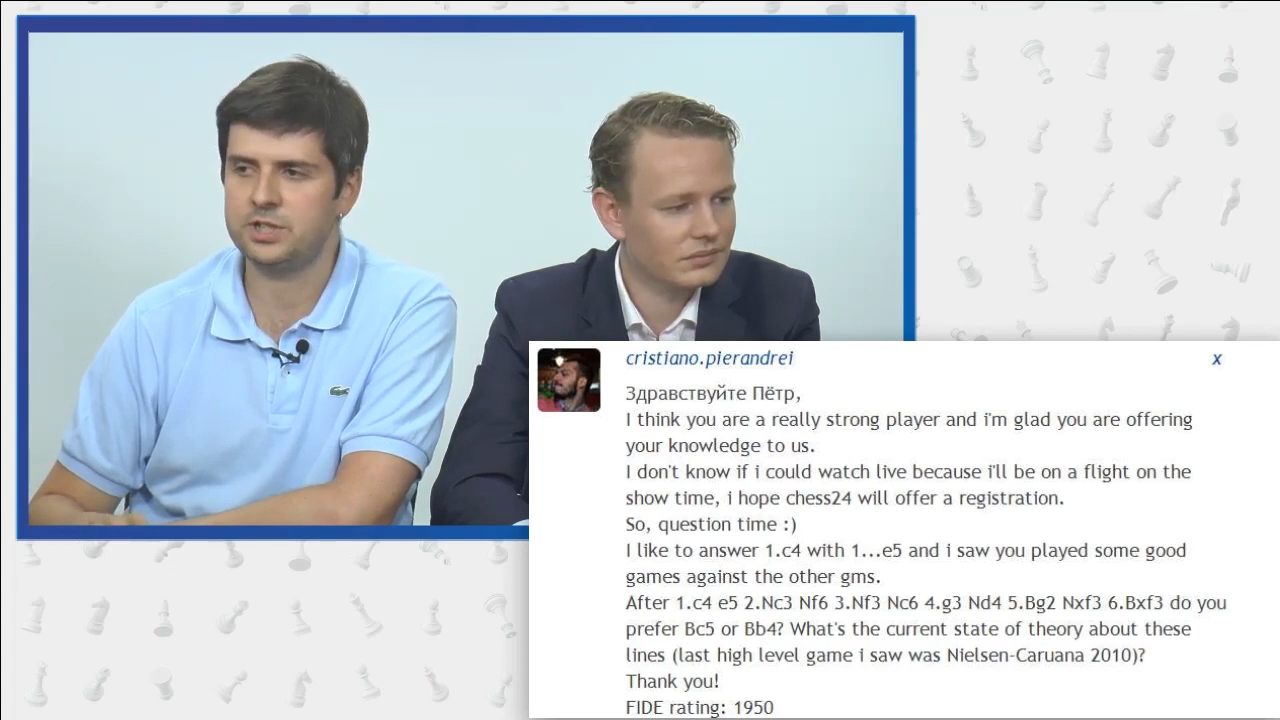 cristiano.pierandrei
x
Здравствуйте Пётр,
I think you are a really strong player and i'm glad you are offering
your knowledge to us.
I don't know if i could watch live because i'll be on a flight on the
show time, i hope chess24 will offer a registration.
So, question time :)
I like to answer 1.c4 with 1...e5 and i saw you played some good
games against the other gms.
After 1.c4 e5 2.Nc3 Nf6 3.Nf3 Nc6 4.g3 Nd4 5.Bg2 Nxf3 6.Bxf3 do you
prefer Bc5 or Bb4? What's the current state of theory about these
lines (last high level game i saw was Nielsen-Caruana 2010)?
Thank you!
FIDE rating: 1950